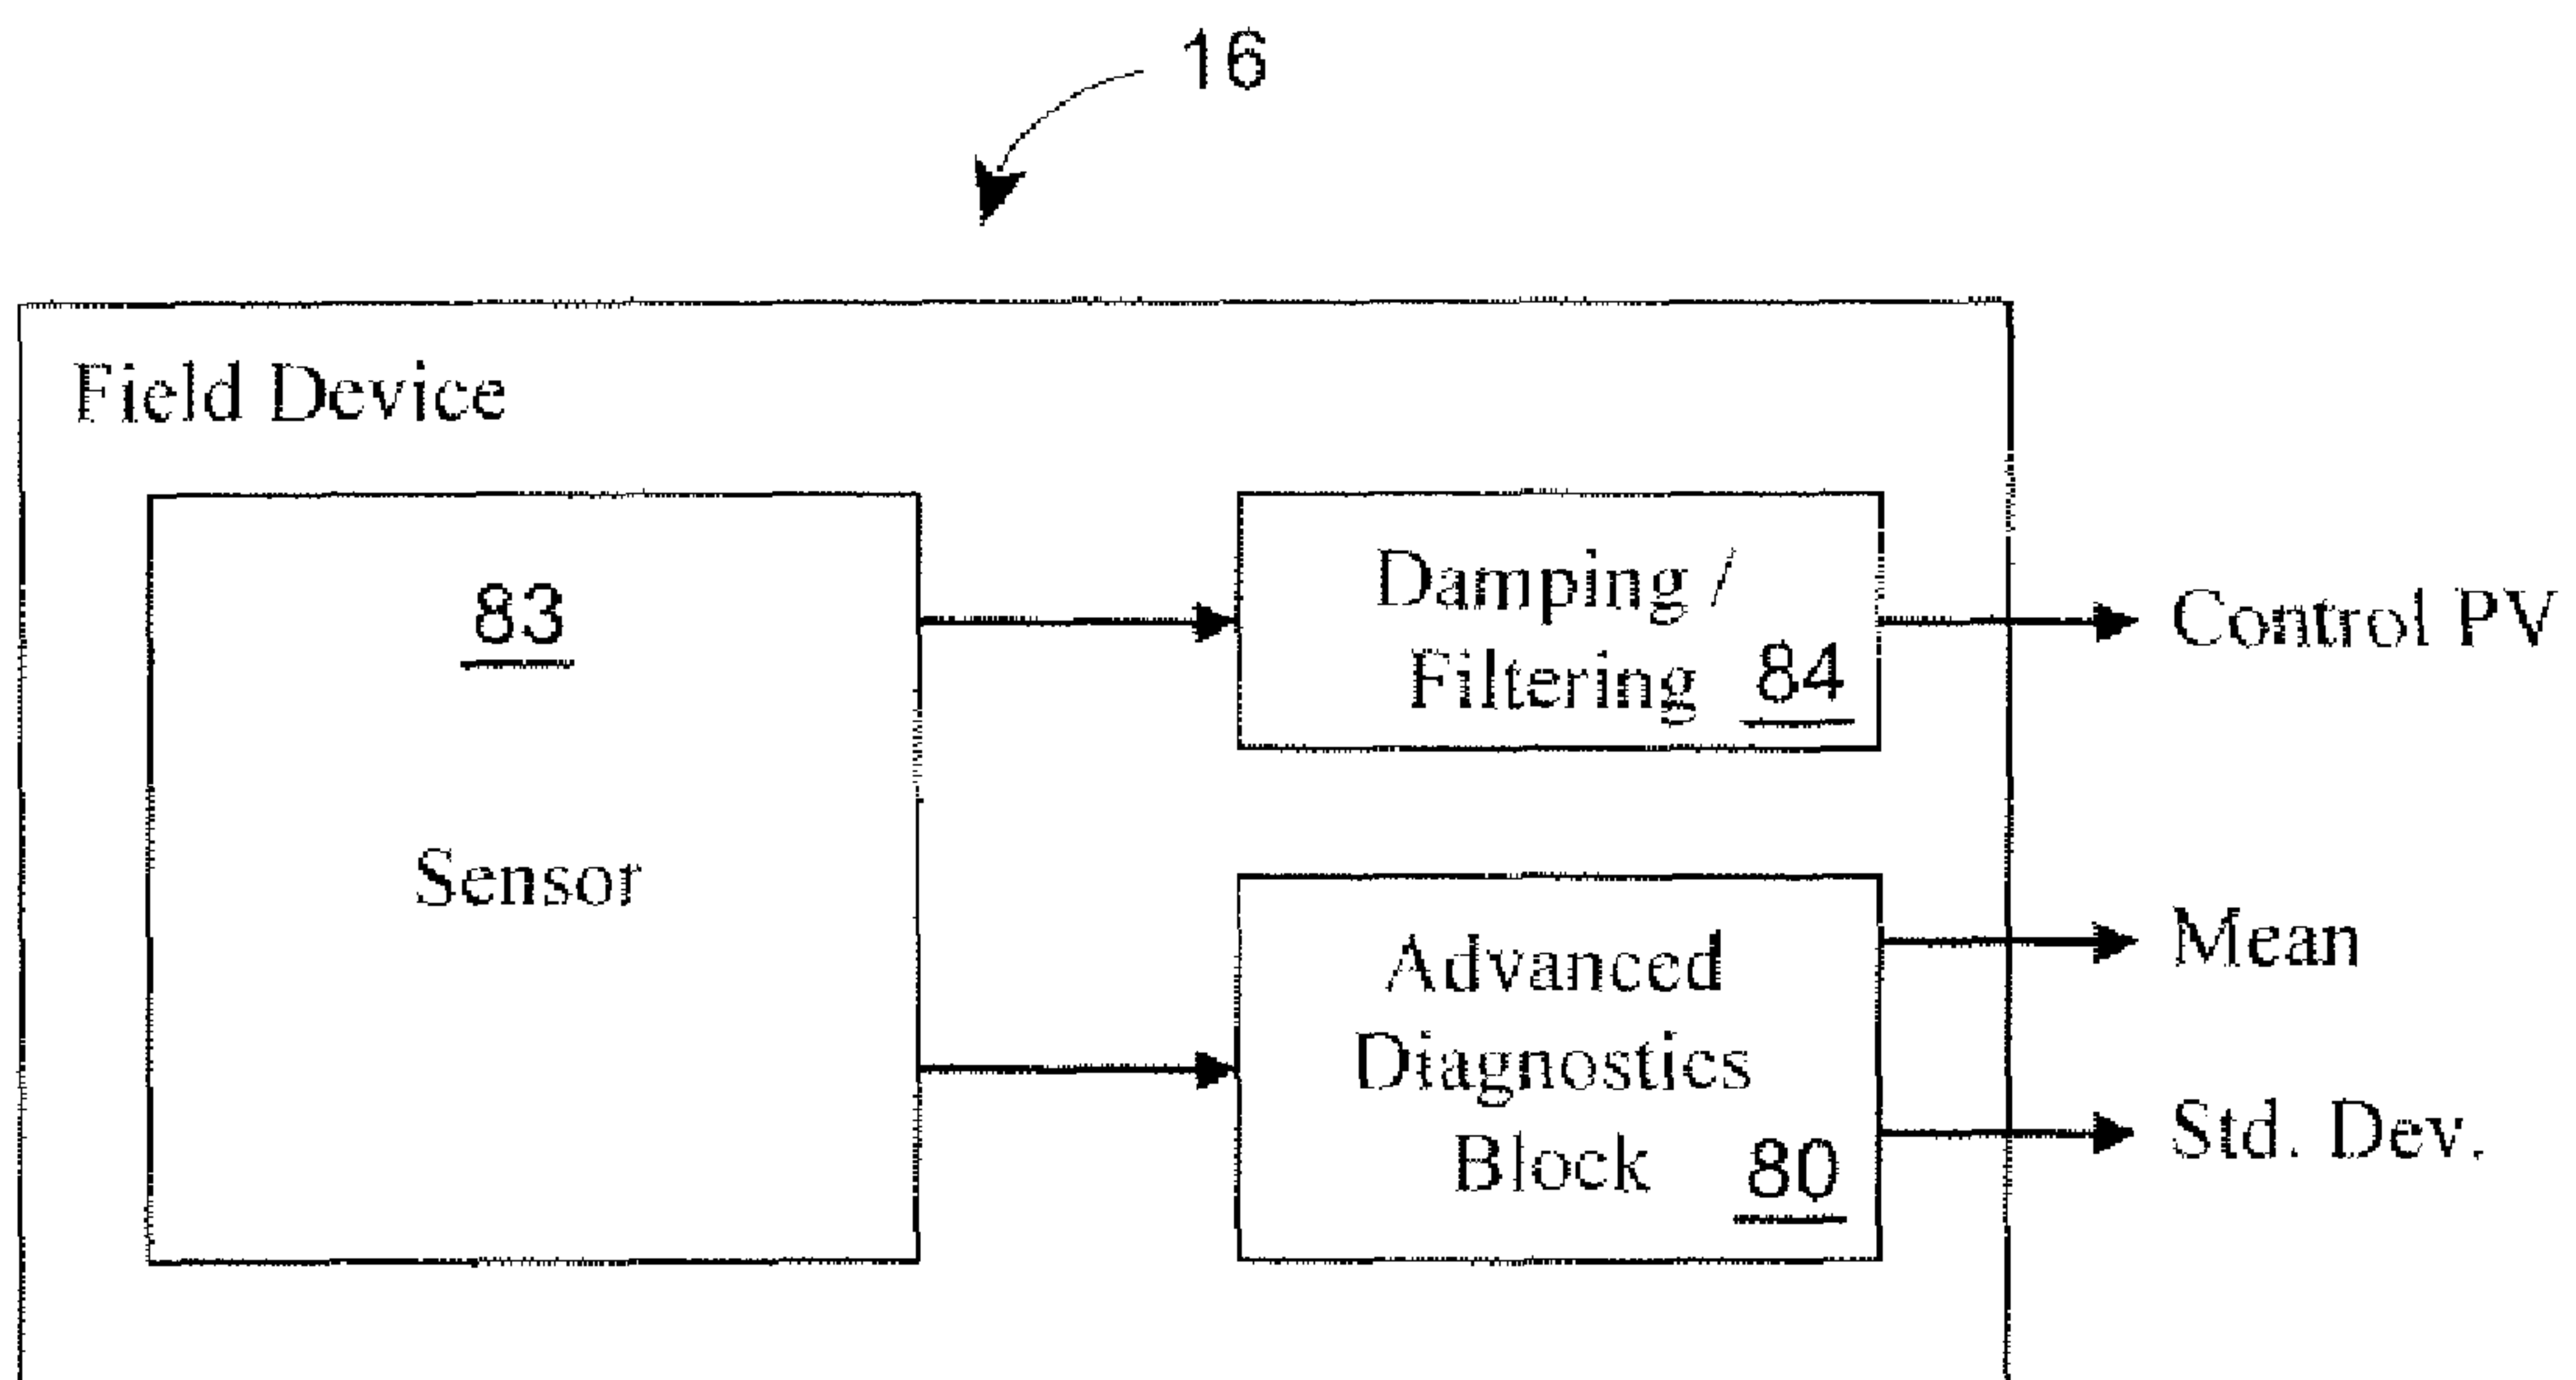 16
Field Device
83
Sensor
Damping /
Filtering 84
Control PV
Advanced
Diagnostics
Block 80
Mean
Std. Dev.